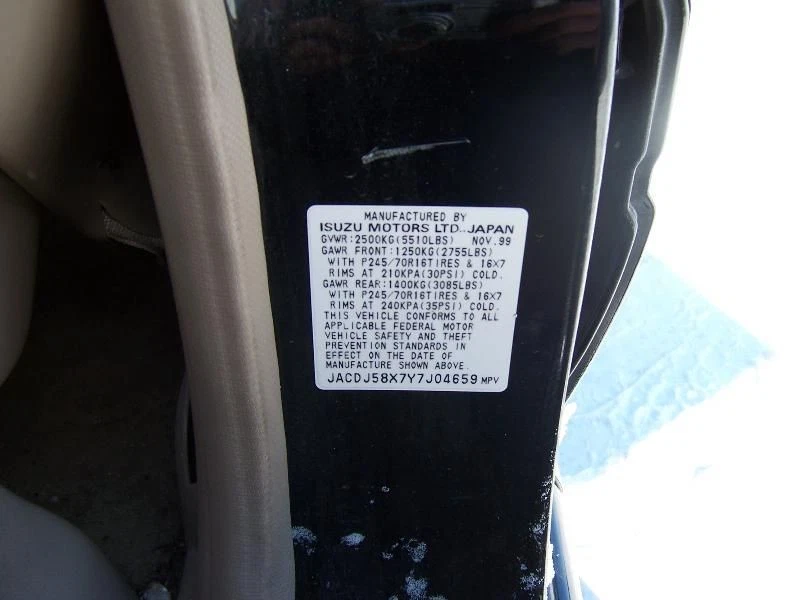 MANUFACTURED BY
ISUZU MOTORS LTD., JAPAN
GVWR:2500KG(5510LBS) NOV.99
GAWR FRONT:1250KG(2755LBS)
WITH P245/70R16TIRES & 16X7
RIMS AT 210KPA(30PSI) COLD.
GAWR REAR:1400KG(3085LBS)
WITH P245/70R16TIRES & 16X7
RIMS AT 240KPA(35PSI) COLD.
THIS VEHICLE CONFORMS TO ALL
APPLICABLE FEDERAL MOTOR
VEHICLE SAFETY AND THEFT
PREVENTION STANDARDS IN
EFFECT ON THE DATE OF
MANUFACTURE SHOWN ABOVE.
JACDJ58X7Y7J04659 MPV